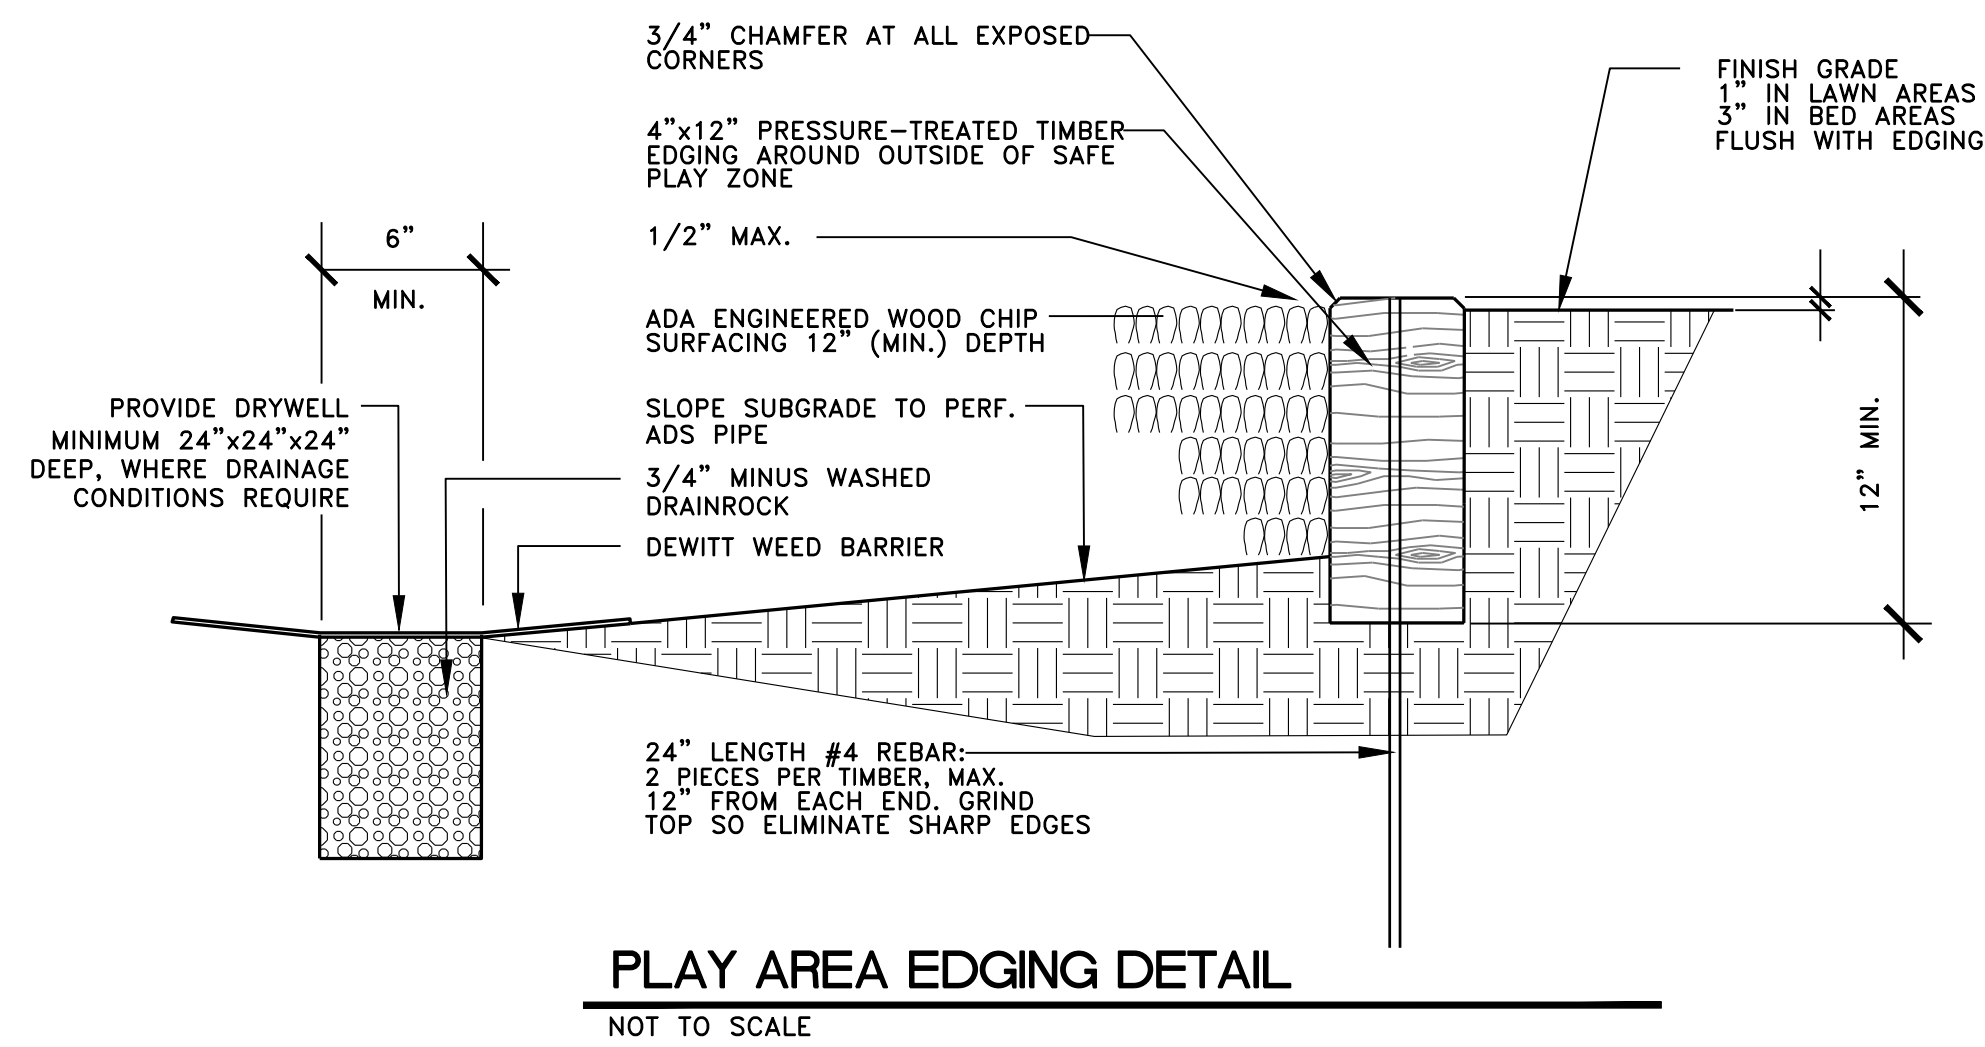 3/4" CHAMFER AT ALL EXPOSED
CORNERS
4"x12" PRESSURE-TREATED TIMBER
EDGING AROUND OUTSIDE OF SAFE
PLAY ZONE
1/2" MAX.
ADA ENGINEERED WOOD CHIP
SURFACING 12" (MIN.) DEPTH
SLOPE SUBGRADE TO PERF.
ADS PIPE
3/4" MINUS WASHED
DRAINROCK
DEWITT WEED BARRIER
FINISH GRADE
1" IN LAWN AREAS
3" IN BED AREAS
FLUSH WITH EDGING
6"
MIN.
PROVIDE DRYWELL
MINIMUM 24"x24"x24"
DEEP, WHERE DRAINAGE
CONDITIONS REQUIRE
12" MIN.
24" LENGTH #4 REBAR:
2 PIECES PER TIMBER, MAX.
12" FROM EACH END. GRIND
TOP SO ELIMINATE SHARP EDGES
PLAY AREA EDGING DETAIL
NOT TO SCALE